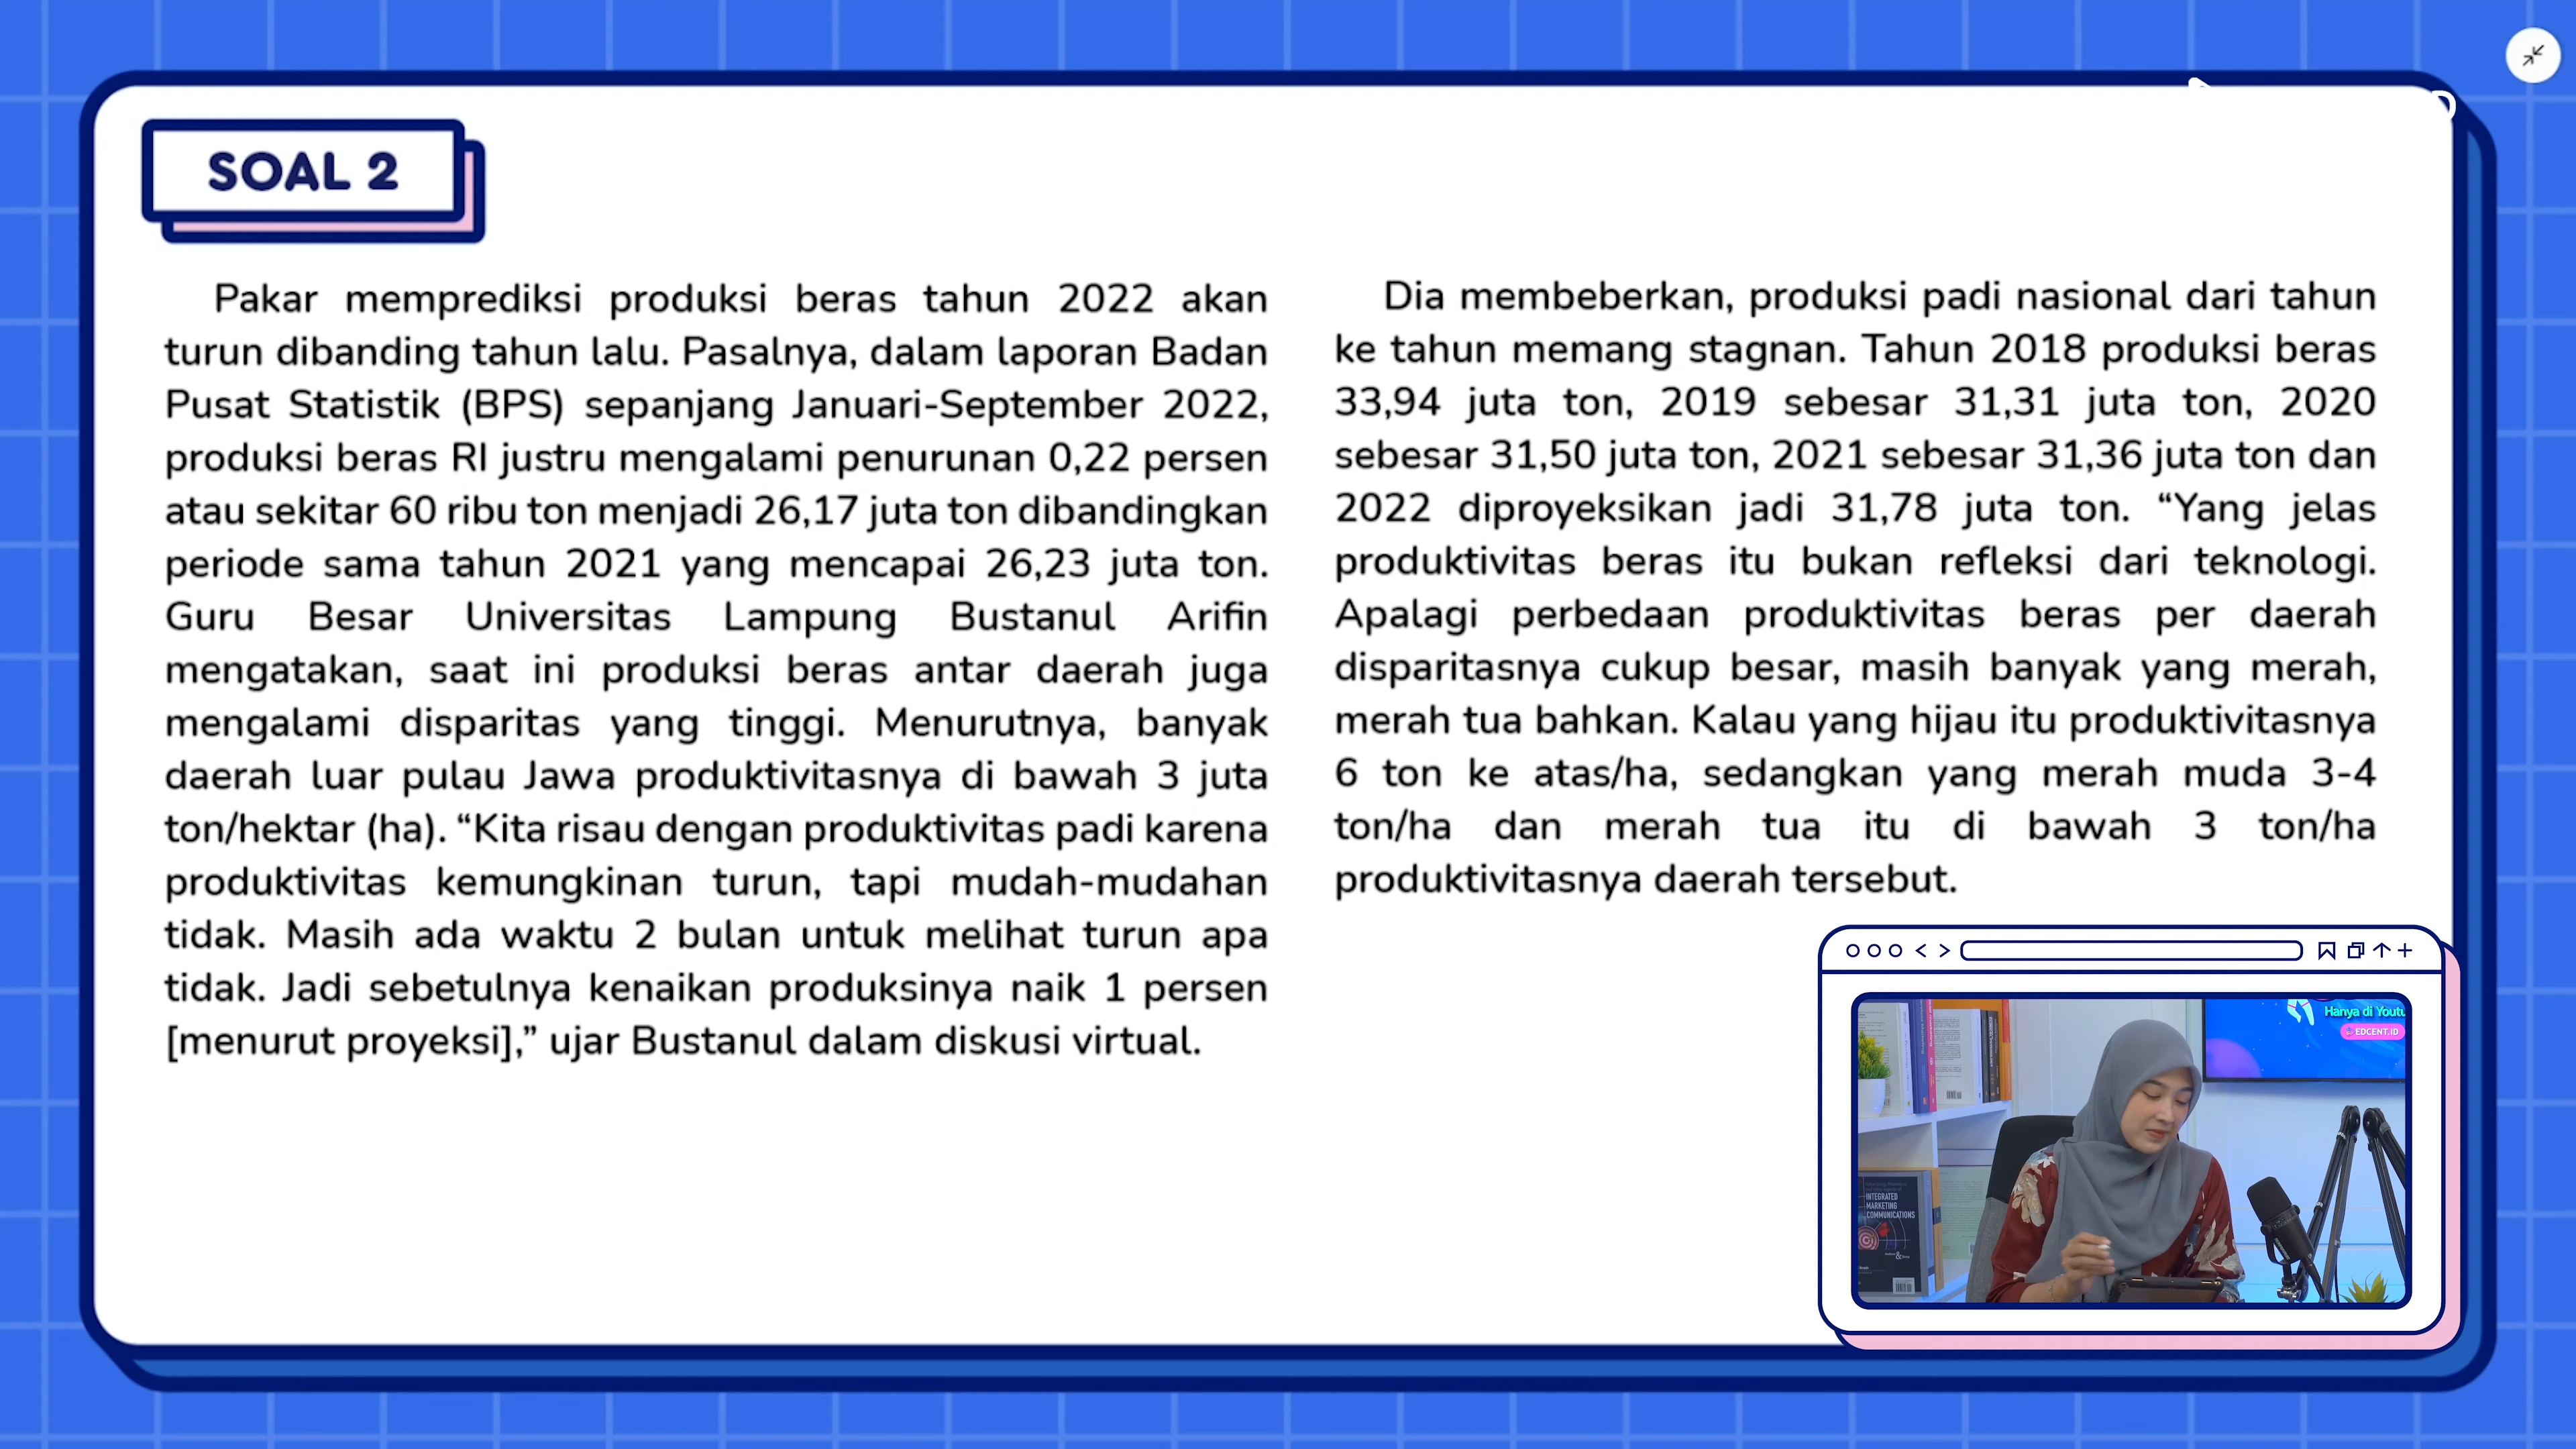 SOAL 2
Pakar memprediksi produksi beras tahun 2022 akan
turun dibanding tahun lalu. Pasalnya, dalam laporan Badan
Pusat Statistik (BPS) sepanjang Januari-September 2022,
produksi beras RI justru mengalami penurunan 0,22 persen
atau sekitar 60 ribu ton menjadi 26,17 juta ton dibandingkan
periode sama tahun 2021 yang mencapai 26,23 juta ton.
Guru Besar Universitas Lampung Bustanul Arifin
mengatakan, saat ini produksi beras antar daerah juga
mengalami disparitas yang tinggi. Menurutnya, banyak
daerah luar pulau Jawa produktivitasnya di bawah 3 juta
ton/hektar (ha). “Kita risau dengan produktivitas padi karena
produktivitas kemungkinan turun, tapi mudah-mudahan
tidak. Masih ada waktu 2 bulan untuk melihat turun apa
tidak. Jadi sebetulnya kenaikan produksinya naik 1 persen
[menurut proyeksi],” ujar Bustanul dalam diskusi virtual.
Dia membeberkan, produksi padi nasional dari tahun
ke tahun memang stagnan. Tahun 2018 produksi beras
33,94 juta ton, 2019 sebesar 31,31 juta ton, 2020
sebesar 31,50 juta ton, 2021 sebesar 31,36 juta ton dan
2022 diproyeksikan jadi 31,78 juta ton. “Yang jelas
produktivitas beras itu bukan refleksi dari teknologi.
Apalagi perbedaan produktivitas beras per daerah
disparitasnya cukup besar, masih banyak yang merah,
merah tua bahkan. Kalau yang hijau itu produktivitasnya
6 ton ke atas/ha, sedangkan yang merah muda 3-4
ton/ha dan merah tua itu di bawah 3 ton/ha
produktivitasnya daerah tersebut.
Hanya di Youtu
EDCENT.ID
INTEGRATED
MARKETING
COMMUNICATIONS